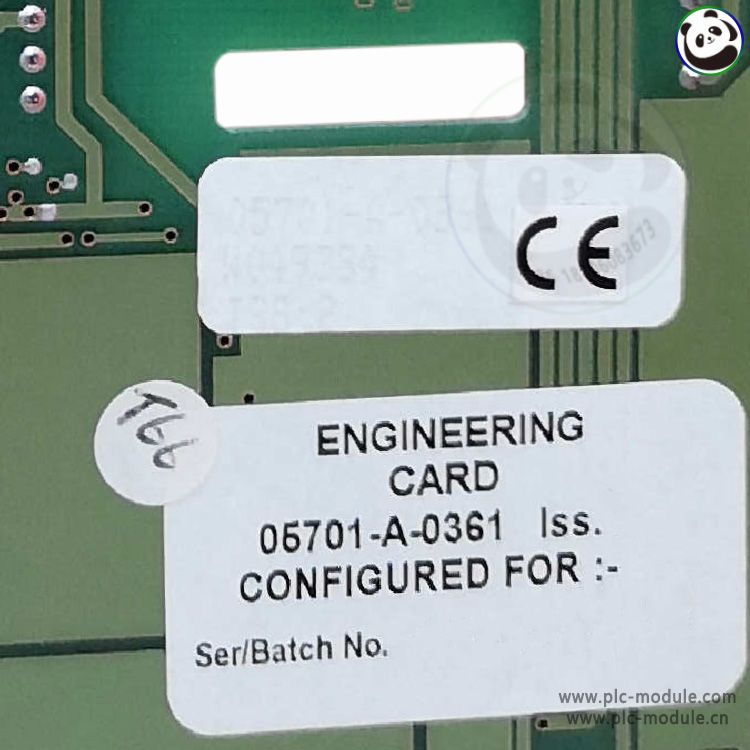 CE
T66
ENGINEERING
CARD
05701-A-0361 Iss.
CONFIGURED FOR :-
Ser/Batch No.
www.plc-module.com
www.plc-module.cn